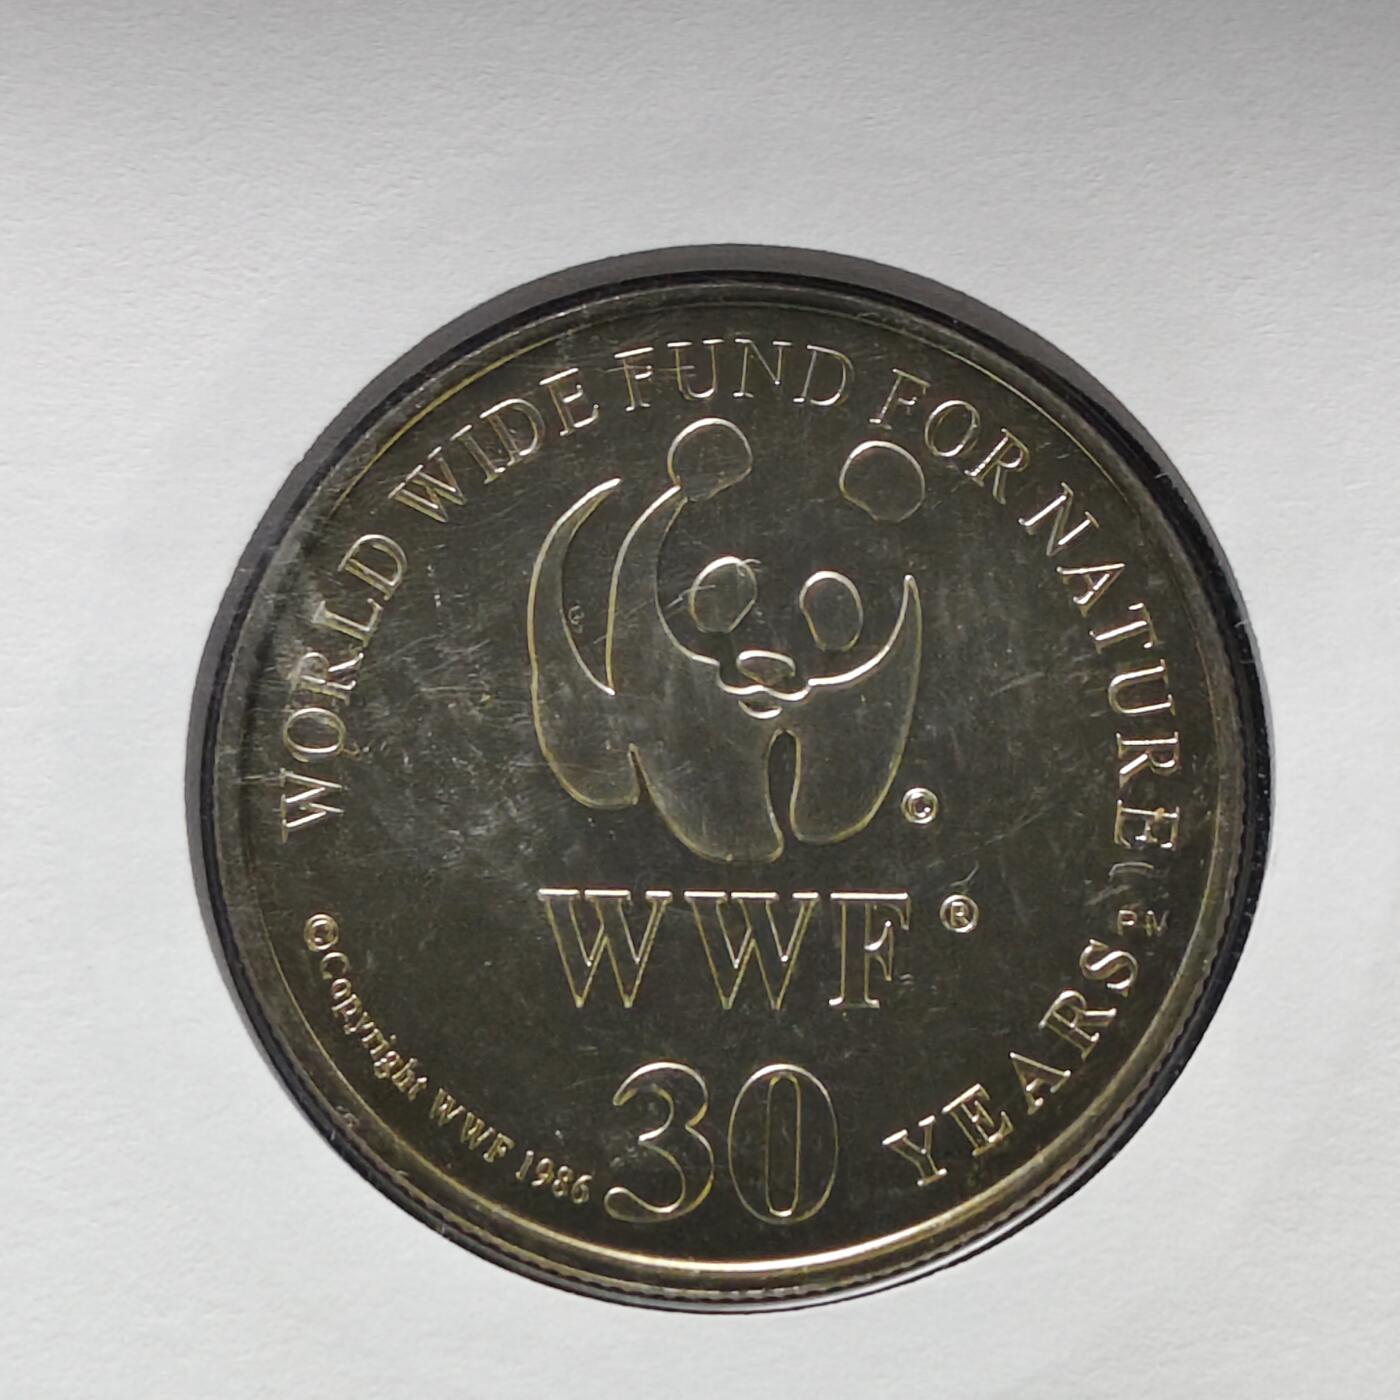 WORLD WIDE FUND FOR NATURE
©
WWF ®
30 YEARS
© Copyright WWF 1986